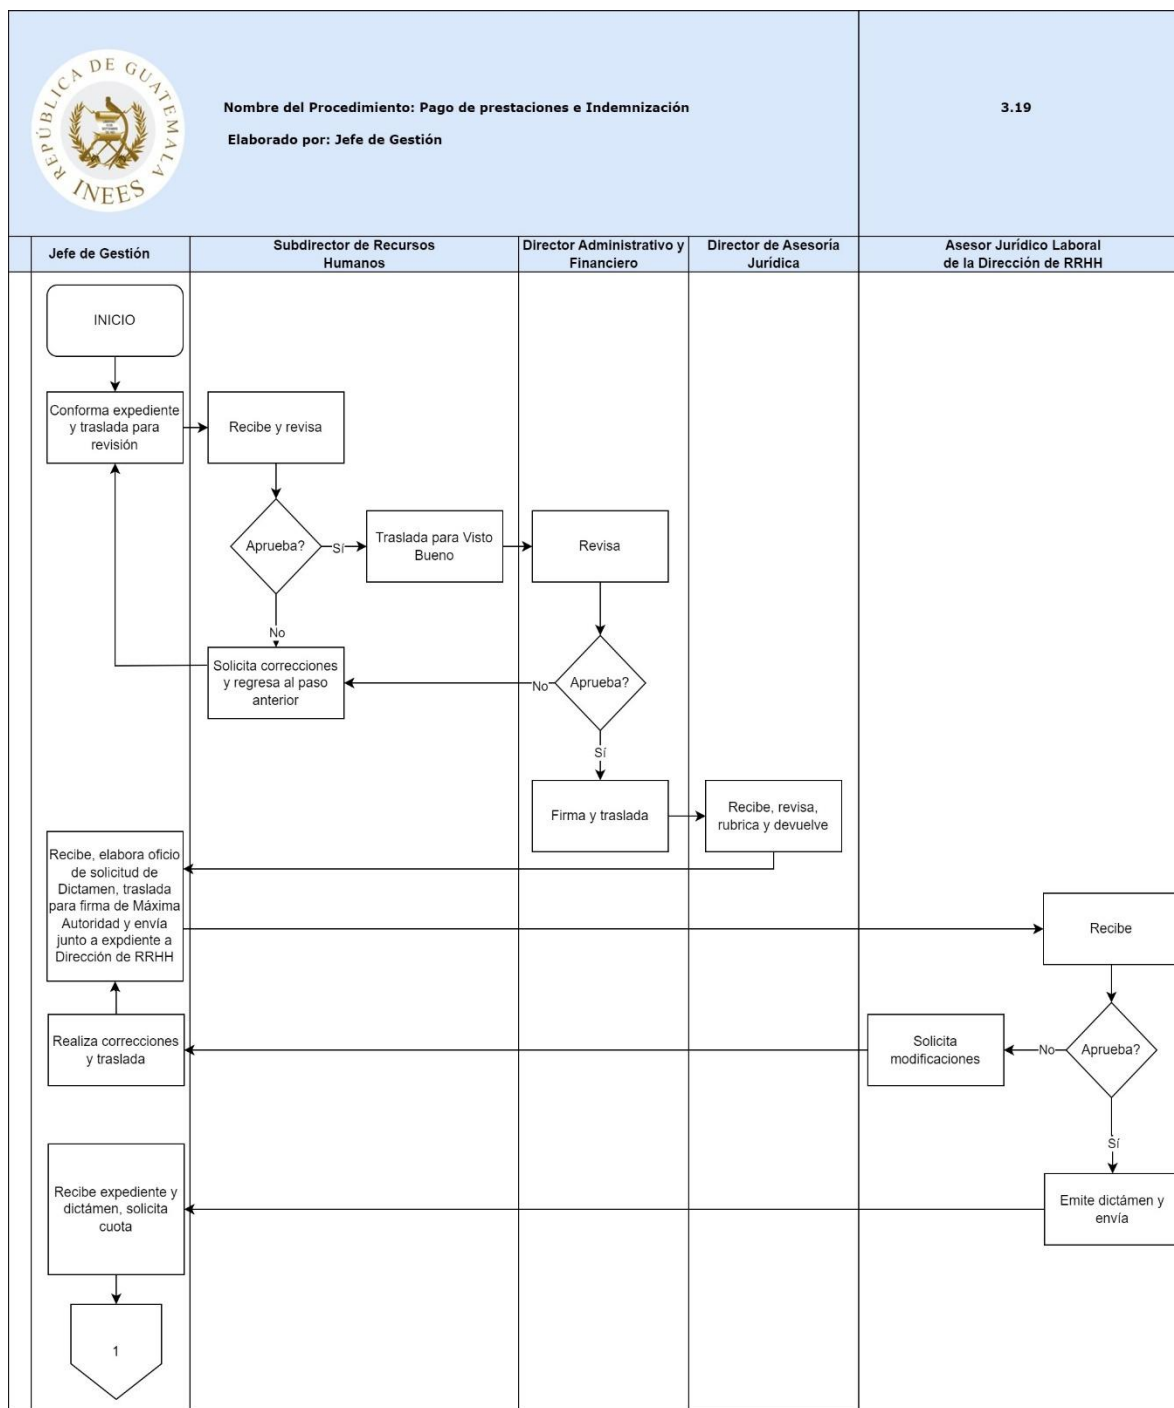 REPÚBLICA DE GUATEMALA
INEES
Nombre del Procedimiento: Pago de prestaciones e Indemnización
Elaborado por: Jefe de Gestión
3.19
Jefe de Gestión
Subdirector de Recursos
Humanos
Director Administrativo y
Financiero
Director de Asesoría
Jurídica
Asesor Jurídico Laboral
de la Dirección de RRHH
INICIO
Conforma expediente
y traslada para
revisión
Recibe y revisa
Aprueba?
Sí
Traslada para Visto
Bueno
Revisa
No
Solicita correcciones
y regresa al paso
anterior
No
Aprueba?
Sí
Firma y traslada
Recibe, revisa,
rubrica y devuelve
Recibe, elabora oficio
de solicitud de
Dictamen, traslada
para firma de Máxima
Autoridad y envía
junto a expdiente a
Dirección de RRHH
Recibe
Realiza correcciones
y traslada
Solicita
modificaciones
No
Aprueba?
Sí
Recibe expediente y
dictámen, solicita
cuota
Emite dictámen y
envía
1